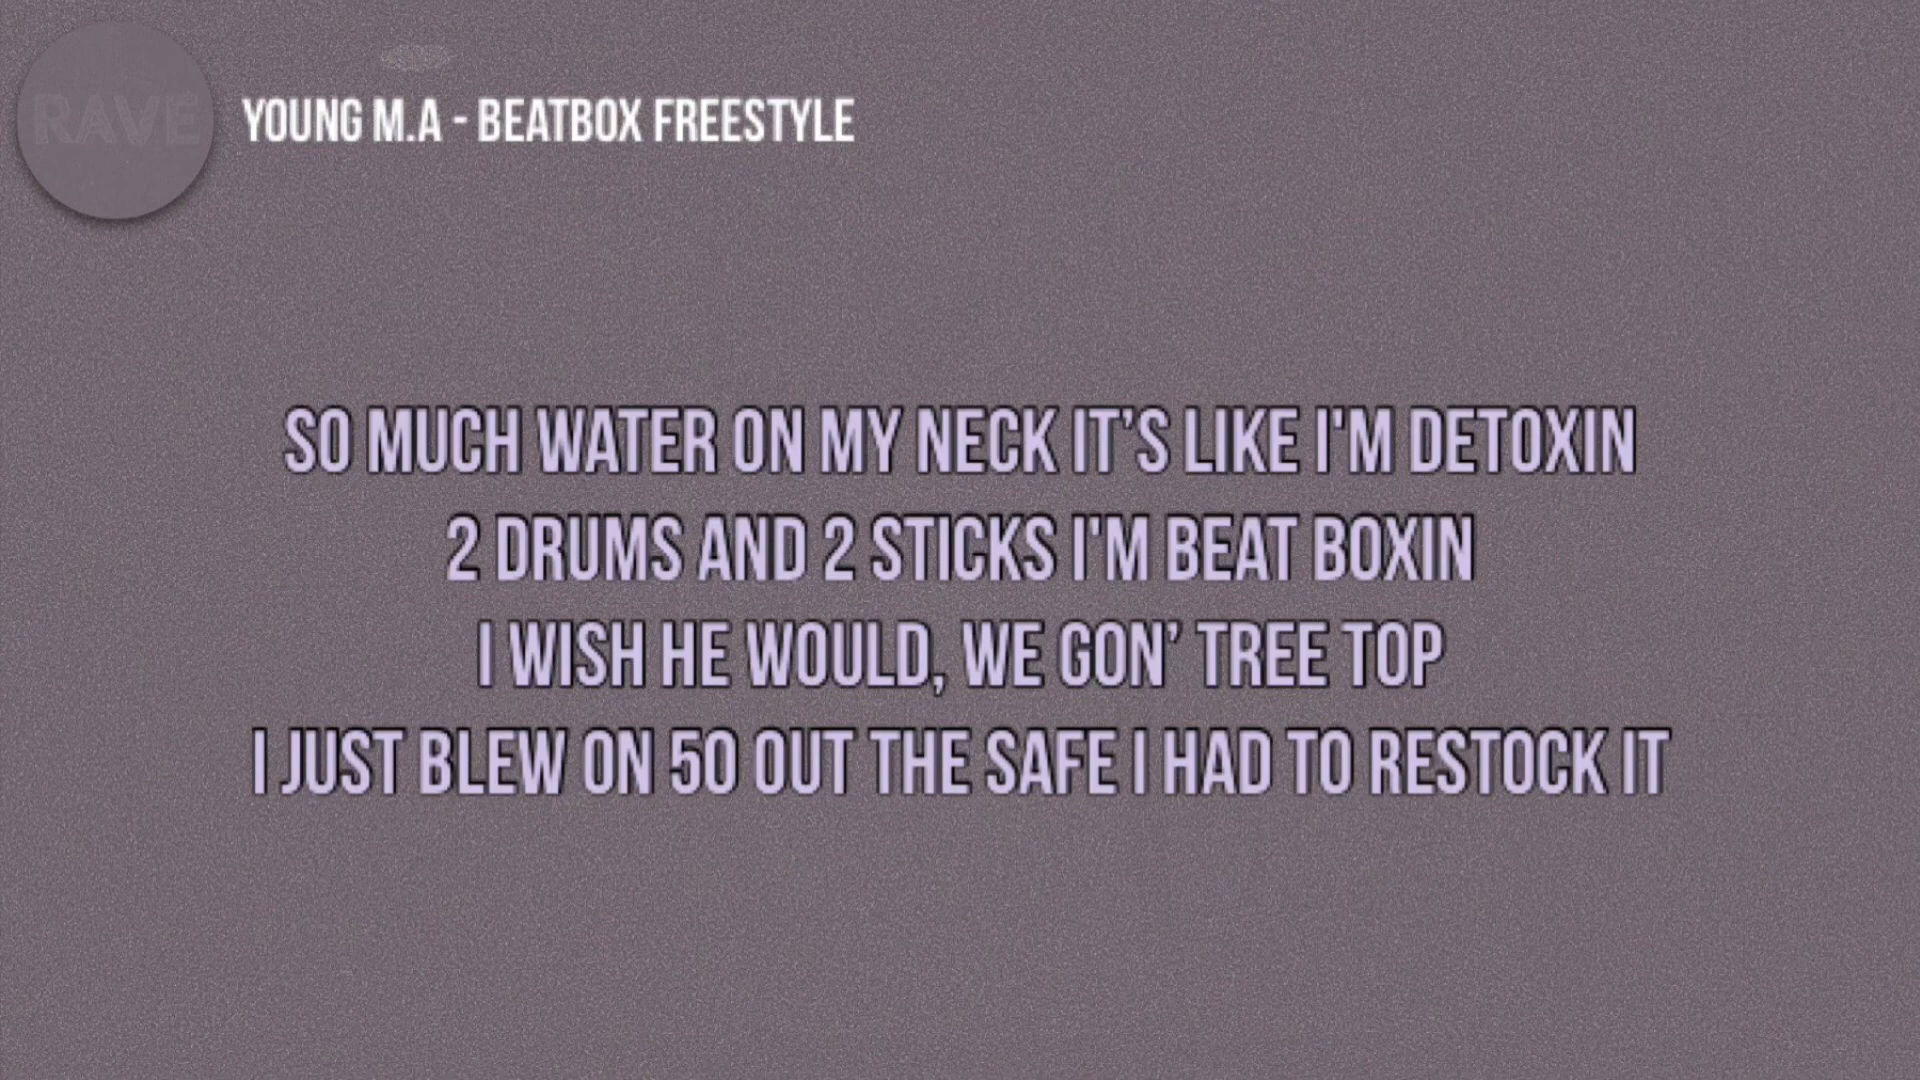 RAVE
YOUNG M.A - BEATBOX FREESTYLE
SO MUCH WATER ON MY NECK IT’S LIKE I'M DETOXIN
2 DRUMS AND 2 STICKS I'M BEAT BOXIN
I WISH HE WOULD, WE GON’ TREE TOP
I JUST BLEW ON 50 OUT THE SAFE I HAD TO RESTOCK IT